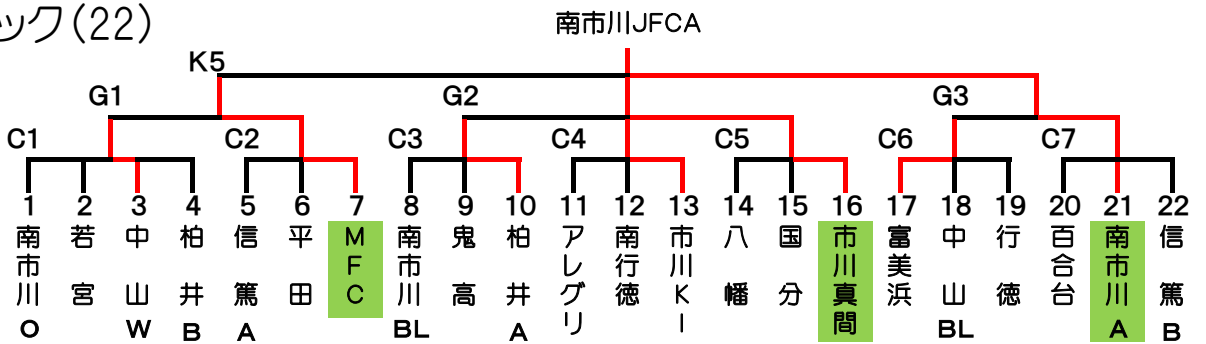 ック(22)
南市川JFCA
K5
G1 G2 G3
C1 C2 C3 C4 C5 C6 C7
1 2 3 4 5 6 7 8 9 10 11 12 13 14 15 16 17 18 19 20 21 22
南市川O
若宮
中山W
柏井B
信篤A
平田
MFC
南市川BL
鬼高
柏井A
アレグリ
南行徳
市川KI
八幡
国分
市川真間
富美浜
中山BL
行徳
百合台
南市川A
信篤B